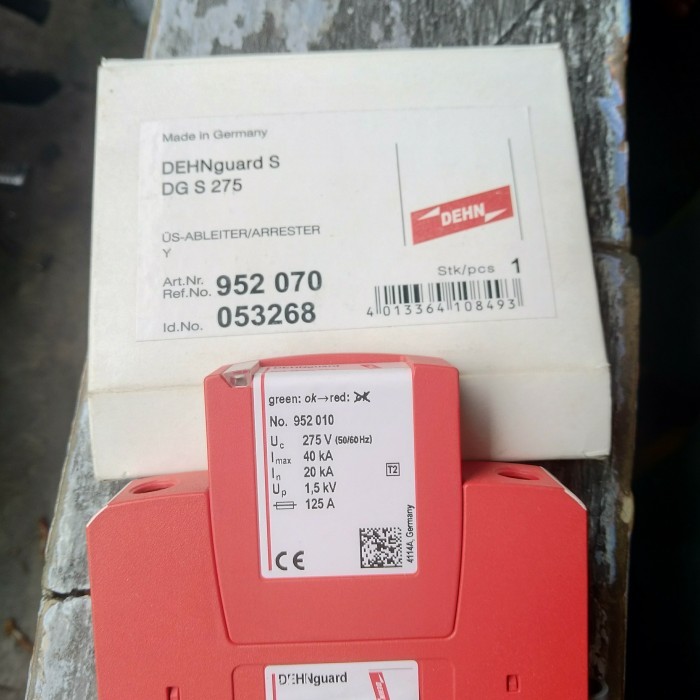 Made in Germany
DEHNguard S
DG S 275
DEHN
ÜS-ABLEITER/ARRESTER
Y
Stk/pcs 1
Art.Nr.
Ref.No. 952 070
Id.No. 053268
4 013364 108493
DEHNguard
green: ok→red:
No. 952 010
Uc 275 V (50/60 Hz)
Imax 40 kA
In 20 kA
T2
Up 1,5 kV
125 A
CE
4114A, Germany
DEHNguard
DEHN